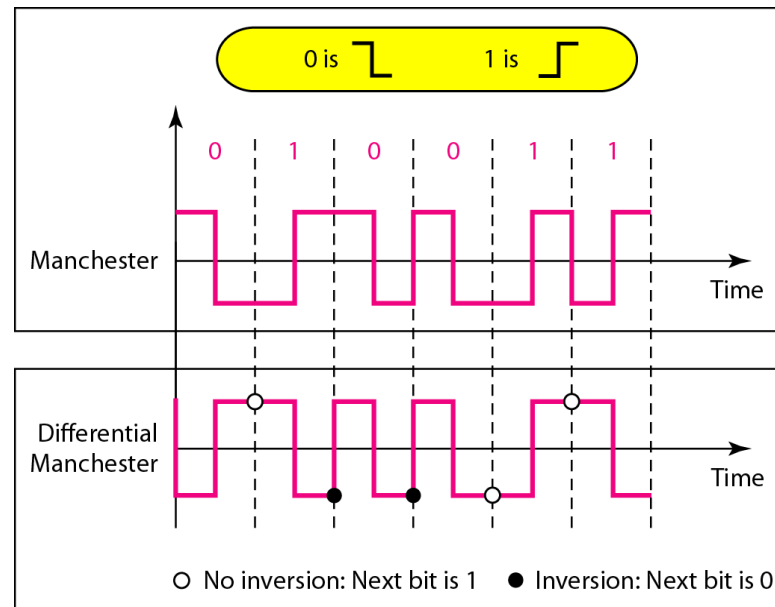 0 is 1 is
0 1 0 0 1 1
Manchester
Time
Differential
Manchester
Time
No inversion: Next bit is 1 Inversion: Next bit is 0